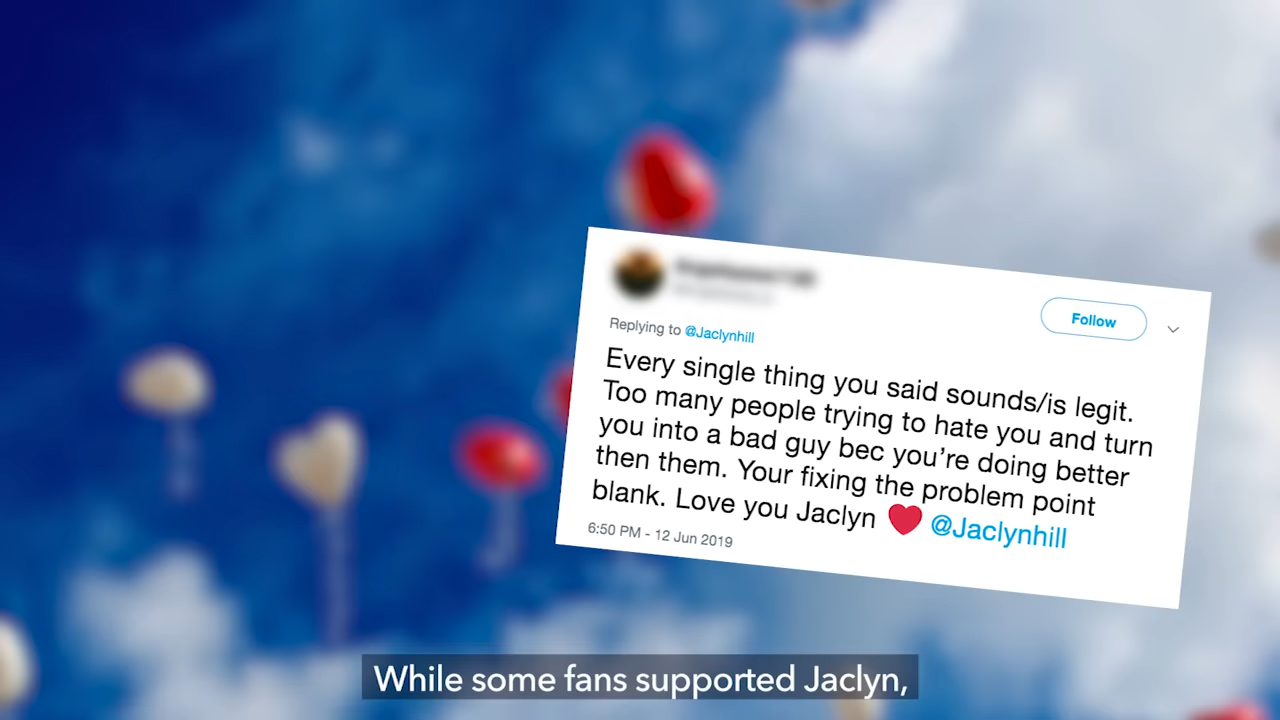 Follow
Replying to @Jaclynhill
Every single thing you said sounds/is legit.
Too many people trying to hate you and turn
you into a bad guy bec you’re doing better
then them. Your fixing the problem point
blank. Love you Jaclyn ❤️ @Jaclynhill
6:50 PM - 12 Jun 2019
While some fans supported Jaclyn,